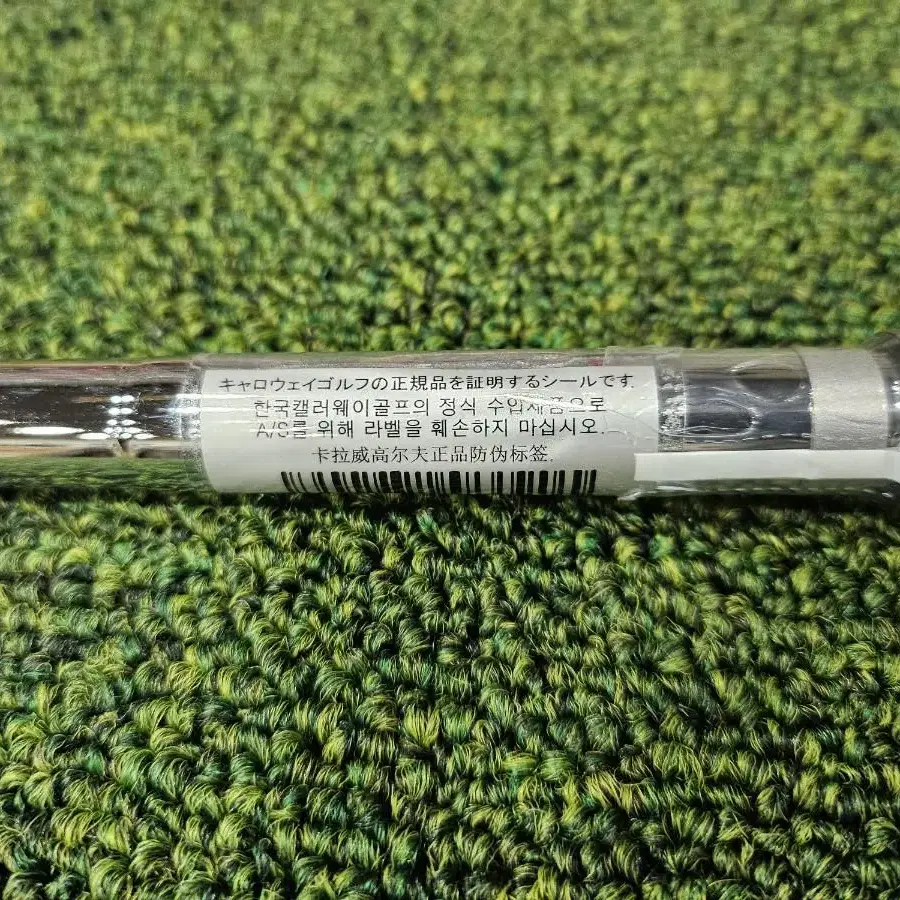 キャロウェイゴルフの正規品を証明するシールです.
한국캘러웨이골프의 정식 수입제품으로
A/S를 위해 라벨을 훼손하지 마십시오.
卡拉威高尔夫正品防伪标签.